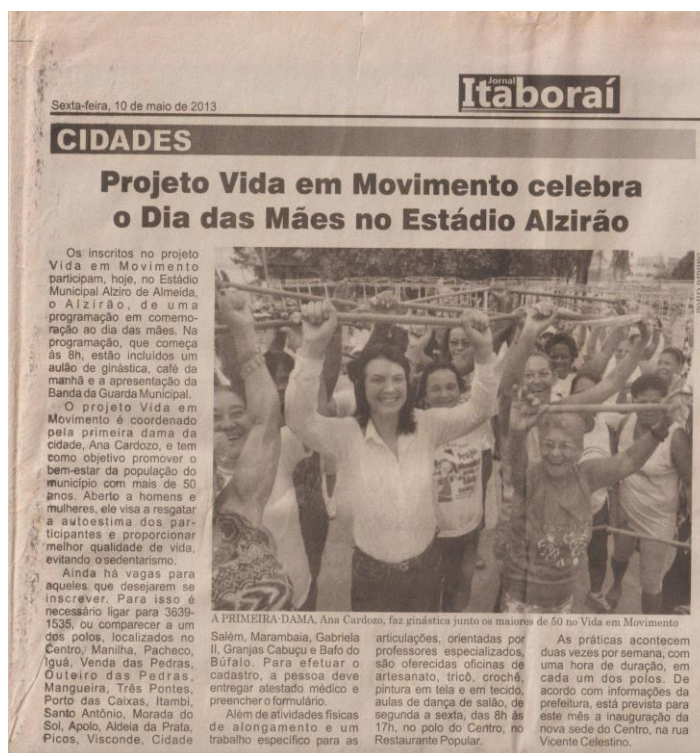 Jornal
Itaboraí
Sexta-feira, 10 de maio de 2013
CIDADES
Projeto Vida em Movimento celebra
o Dia das Mães no Estádio Alzirão
Os inscritos no projeto
Vida em Movimento
participam, hoje, no Estádio
Municipal Alziro de Almeida,
o Alzirão, de uma
programação em comemo-
ração ao dia das mães. Na
programação, que começa
às 8h, estão incluídos um
aulão de ginástica, café da
manhã e a apresentação da
Banda da Guarda Municipal.
O projeto Vida em
Movimento é coordenado
pela primeira dama da
cidade, Ana Cardozo, e tem
como objetivo promover o
bem-estar da população do
município com mais de 50
anos. Aberto a homens e
mulheres, ele visa a resgatar
a autoestima dos par-
ticipantes e proporcionar
melhor qualidade de vida,
evitando o sedentarismo.
Ainda há vagas para
aqueles que desejarem se
inscrever. Para isso é
necessário ligar para 3639-
1535, ou comparecer a um
dos polos, localizados no
Centro, Manilha, Pacheco,
Iguá, Venda das Pedras,
Outeiro das Pedras,
Mangueira, Três Pontes,
Porto das Caixas, Itambi,
Santo Antônio, Morada do
Sol, Apolo, Aldeia da Prata,
Picos, Visconde, Cidade
A PRIMEIRA-DAMA, Ana Cardozo, faz ginástica junto os maiores de 50 no Vida em Movimento
Salém, Marambaia, Gabriela
II, Granjas Cabuçu e Bafo do
Búfalo. Para efetuar o
cadastro, a pessoa deve
entregar atestado médico e
preencher o formulário.
Além de atividades físicas
de alongamento e um
trabalho específico para as
articulações, orientadas por
professores especializados,
são oferecidas oficinas de
artesanato, tricô, crochê,
pintura em tela e em tecido,
aulas de dança de salão, de
segunda a sexta, das 8h às
17h, no polo do Centro, no
Restaurante Popular.
As práticas acontecem
duas vezes por semana, com
uma hora de duração, em
cada um dos polos. De
acordo com informações da
prefeitura, está prevista para
este mês a inauguração da
nova sede do Centro, na rua
Vicente Celestino.